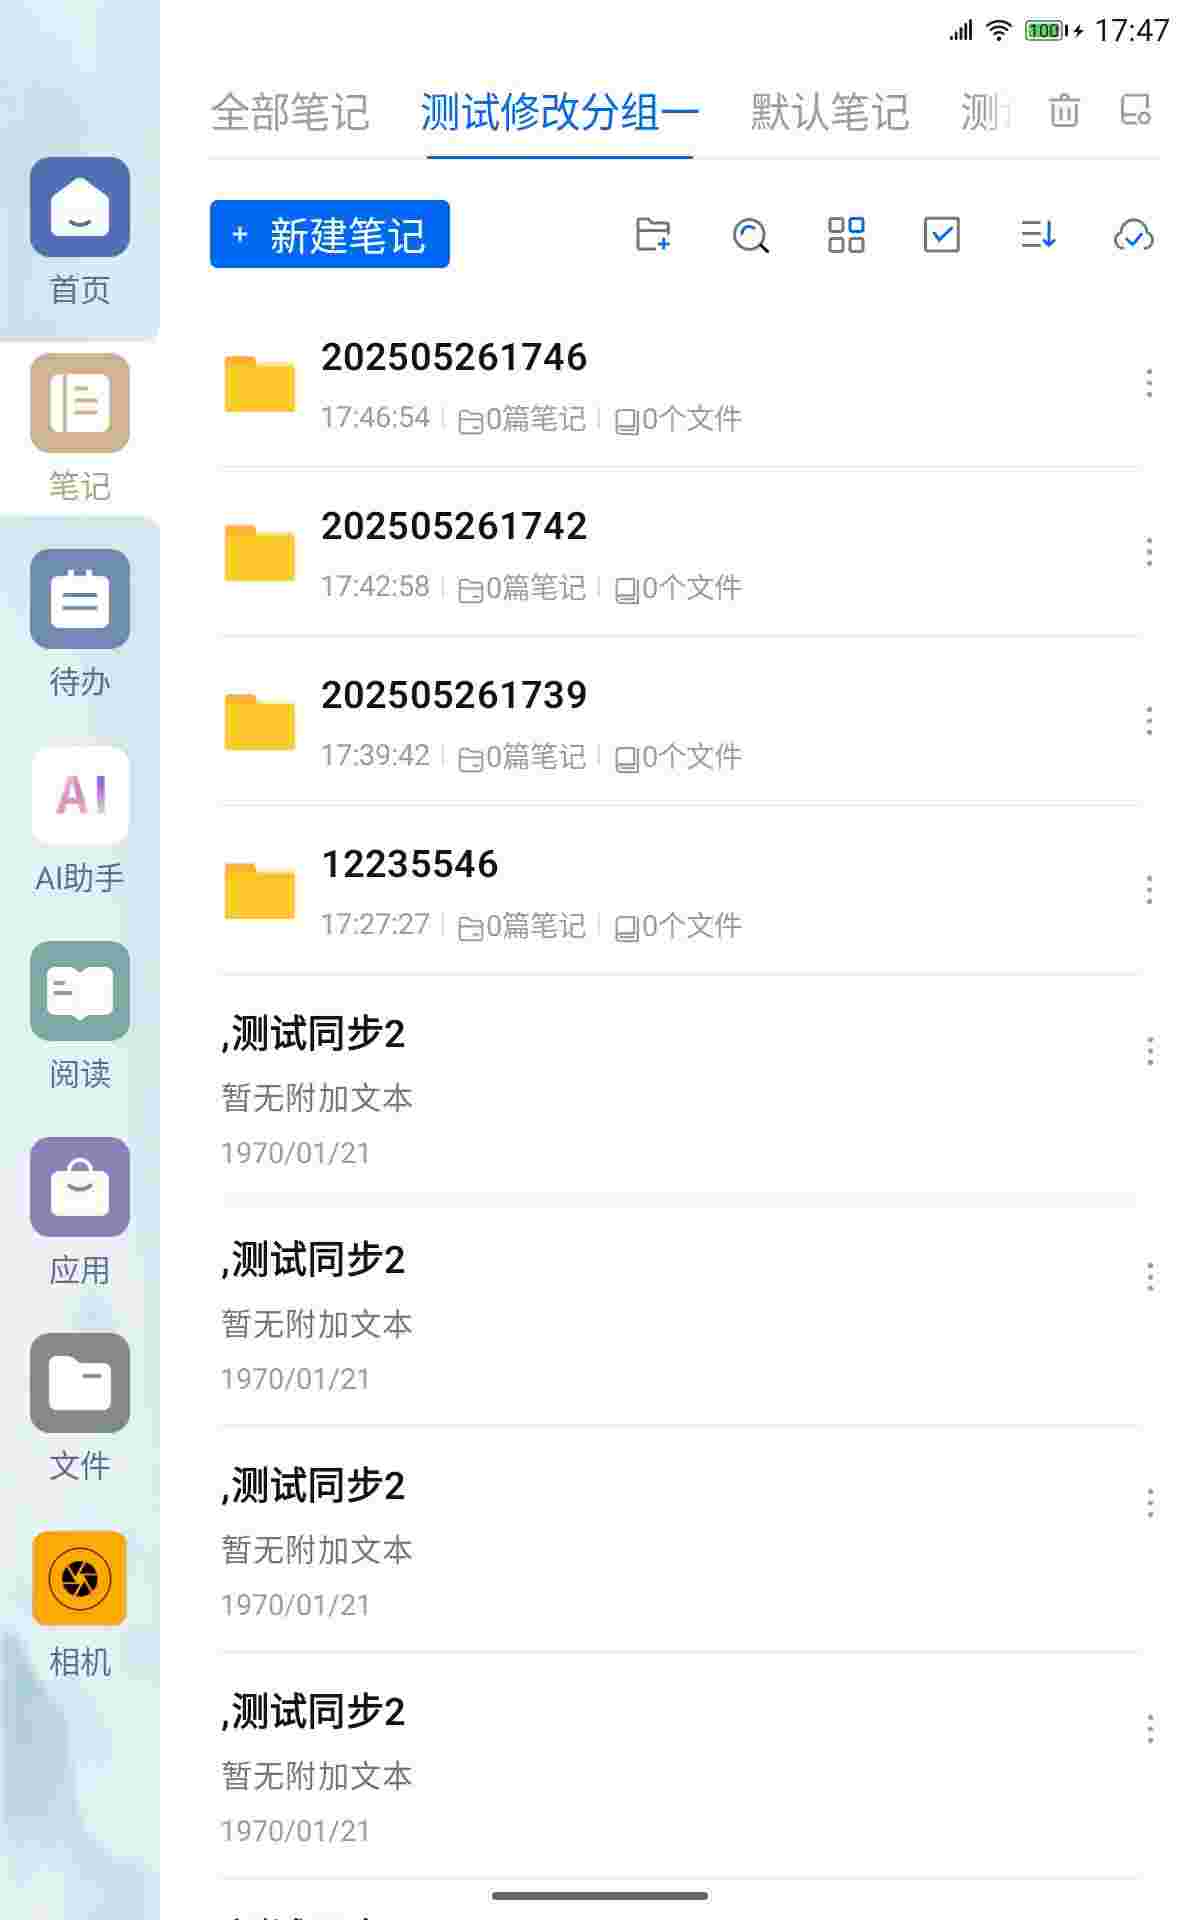 17:47
100
全部笔记
测试修改分组一
默认笔记
首页
笔记
待办
AI
AI助手
阅读
应用
文件
相机
+ 新建笔记
202505261746
17:46:54 0篇笔记 0个文件
202505261742
17:42:58 0篇笔记 0个文件
202505261739
17:39:42 0篇笔记 0个文件
12235546
17:27:27 0篇笔记 0个文件
,测试同步2
暂无附加文本
1970/01/21
,测试同步2
暂无附加文本
1970/01/21
,测试同步2
暂无附加文本
1970/01/21
,测试同步2
暂无附加文本
1970/01/21